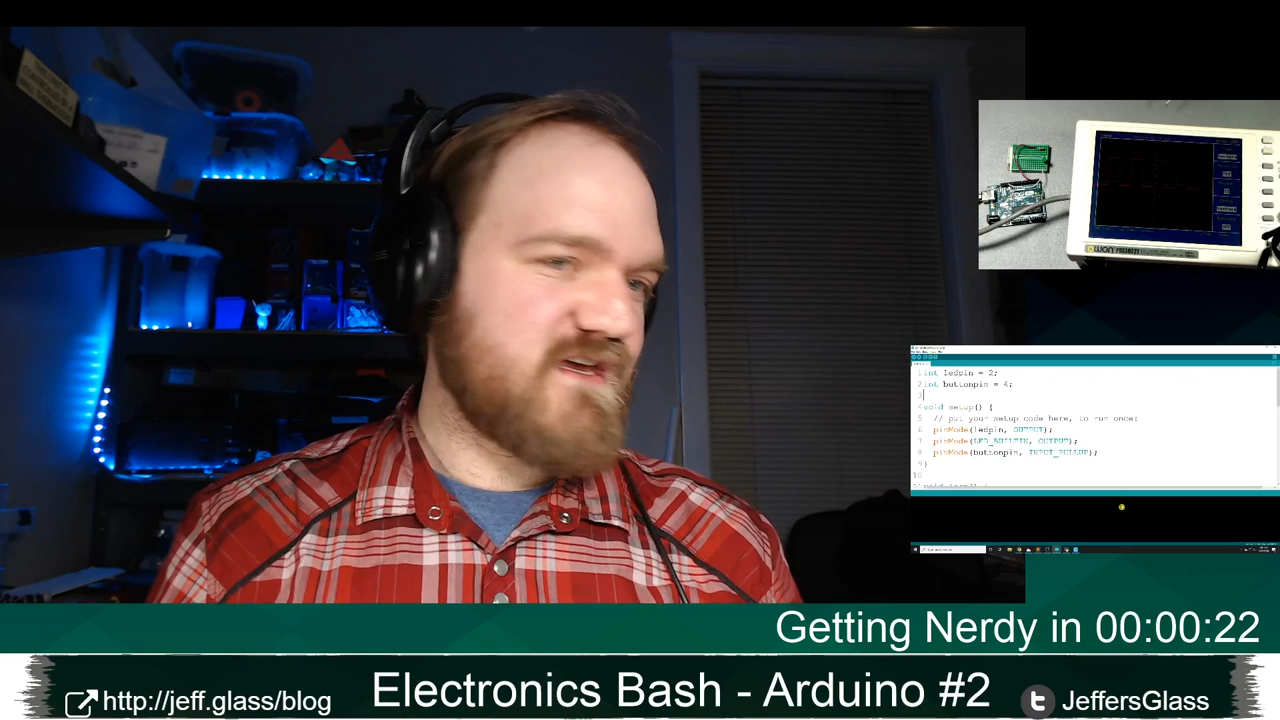 OWON
int ledpin = 2;
int buttonpin = 4;
void setup() {
// put your setup code here, to run once:
pinMode(ledpin, OUTPUT);
pinMode(LED_BUILTIN, OUTPUT);
pinMode(buttonpin, INPUT_PULLUP);
}
Getting Nerdy in 00:00:22
http://jeff.glass/blog
Electronics Bash - Arduino #2
JeffersGlass